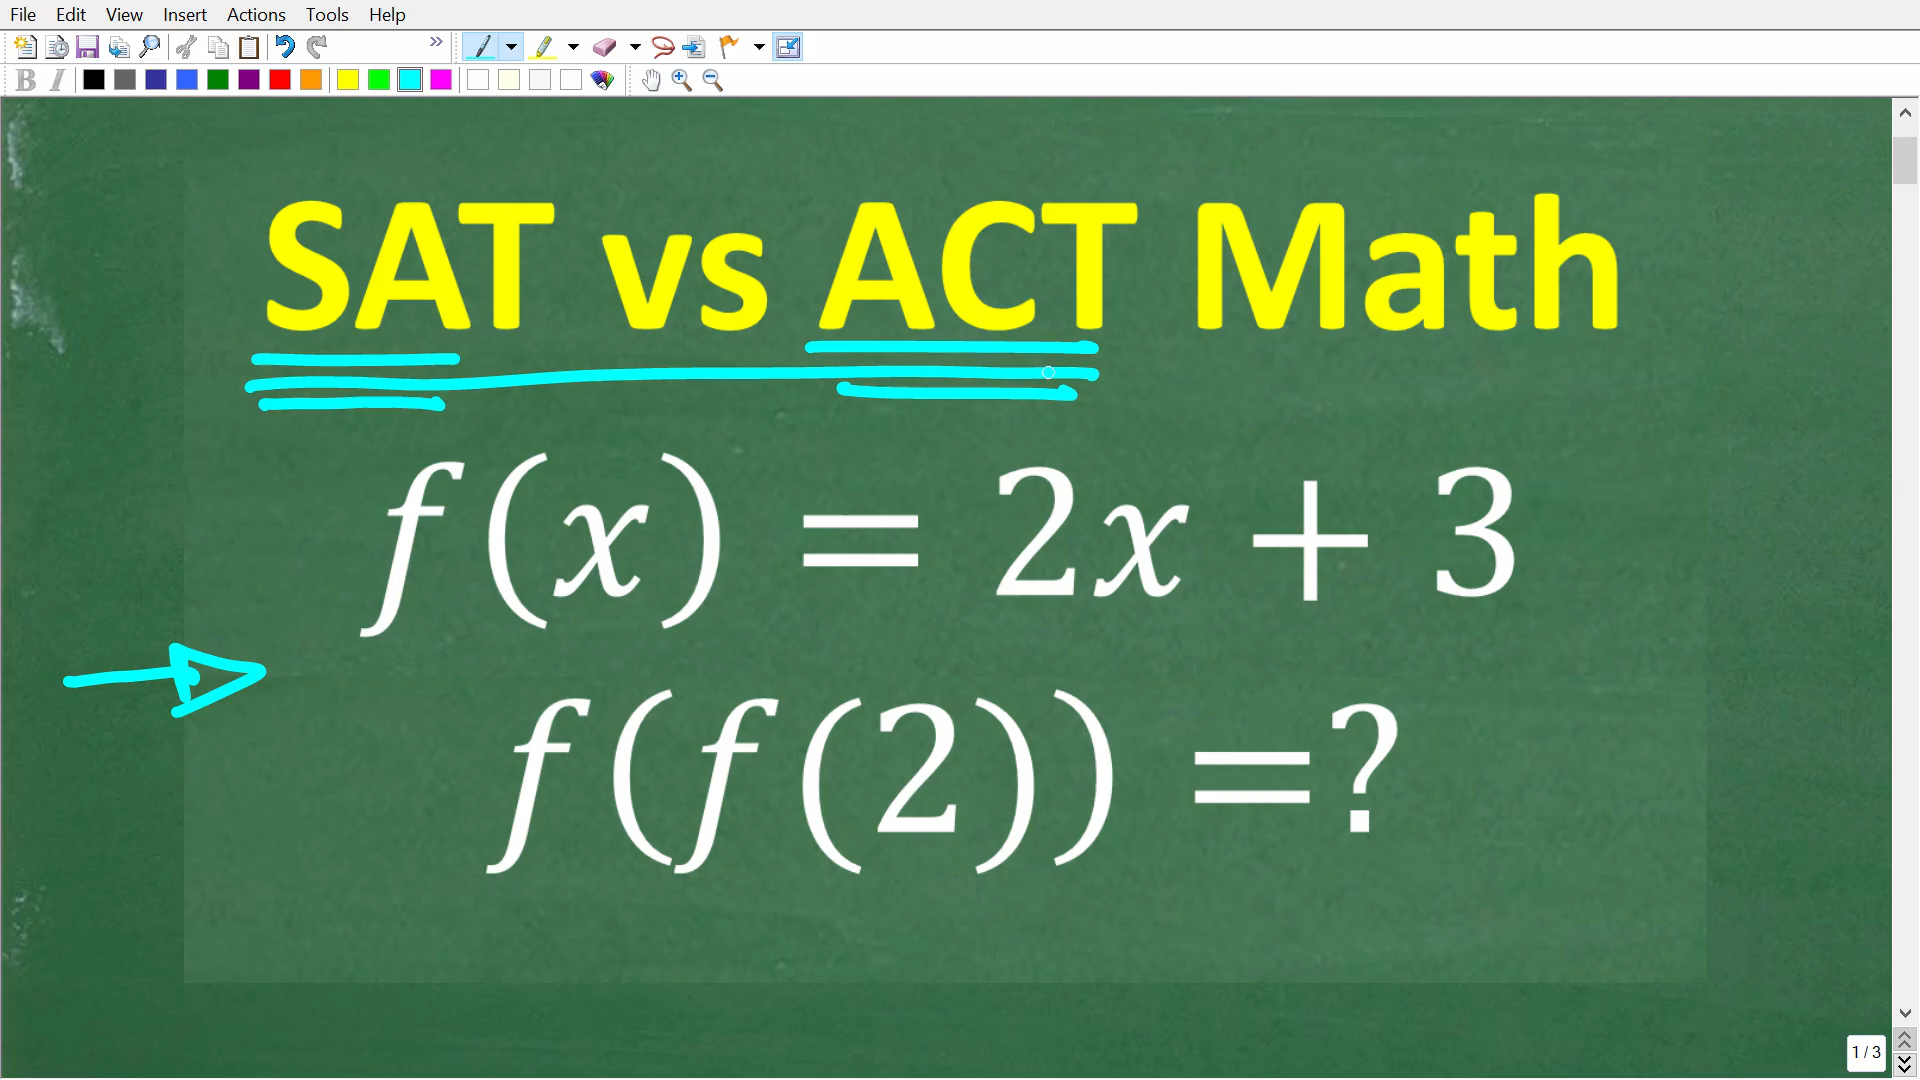 File Edit View Insert Actions Tools Help
B I
SAT vs ACT Math
f(x) = 2x + 3
f(f(2)) =?
1 / 3